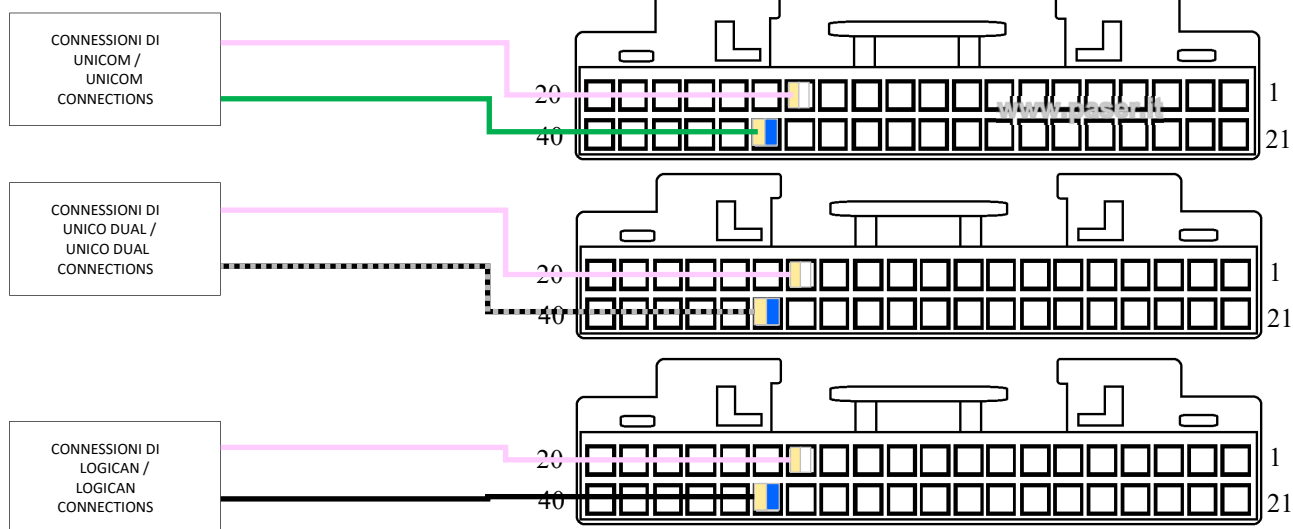 CONNESSIONI DI
UNICOM /
UNICOM
CONNECTIONS
20
1
www.paser.it
40
21
CONNESSIONI DI
UNICO DUAL /
UNICO DUAL
CONNECTIONS
20
1
40
21
CONNESSIONI DI
LOGICAN /
LOGICAN
CONNECTIONS
20
1
40
21